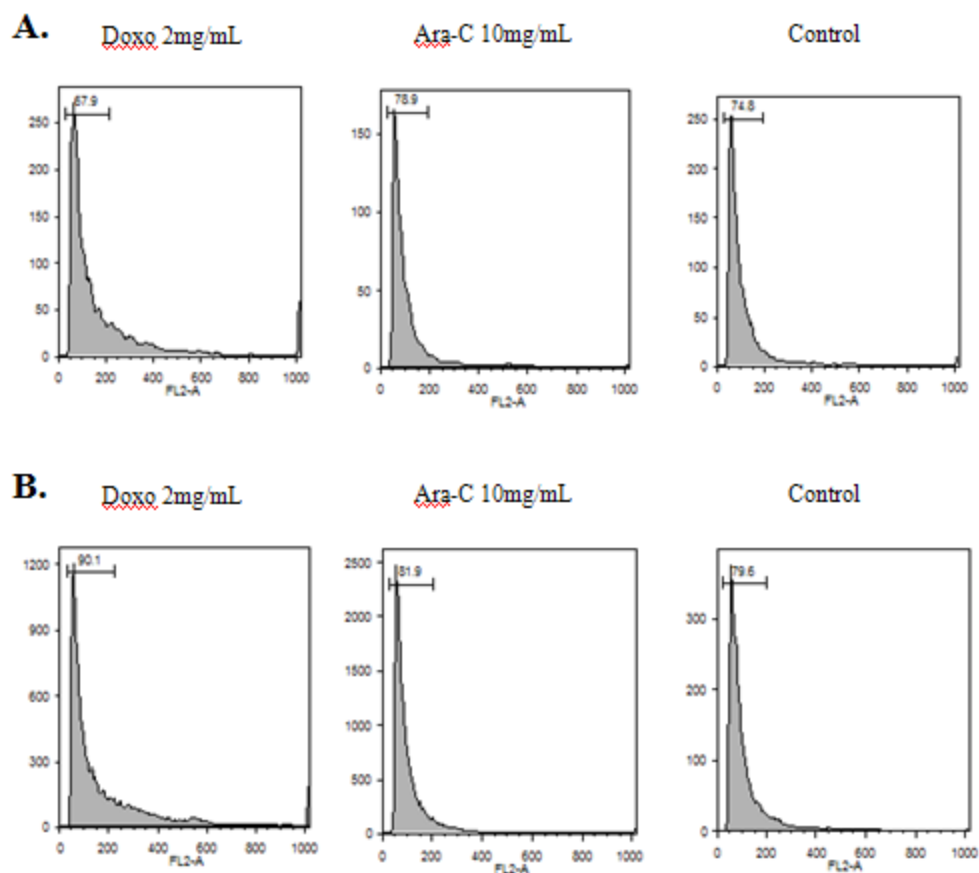 A.
Doxo 2mg/mL Ara-C 10mg/mL Control
67.9 78.9 74.8
250 200 150 100 50 0
0 200 400 600 800 1000
FL2-A
150 100 50 0
0 200 400 600 800 1000
FL2-A
250 200 150 100 50 0
0 200 400 600 800 1000
FL2-A
B.
Doxo 2mg/mL Ara-C 10mg/mL Control
90.1 81.9 79.6
1200 900 600 300 0
0 200 400 600 800 1000
FL2-A
2500 2000 1500 1000 500 0
0 200 400 600 800 1000
FL2-A
300 200 100 0
0 200 400 600 800 1000
FL2-A